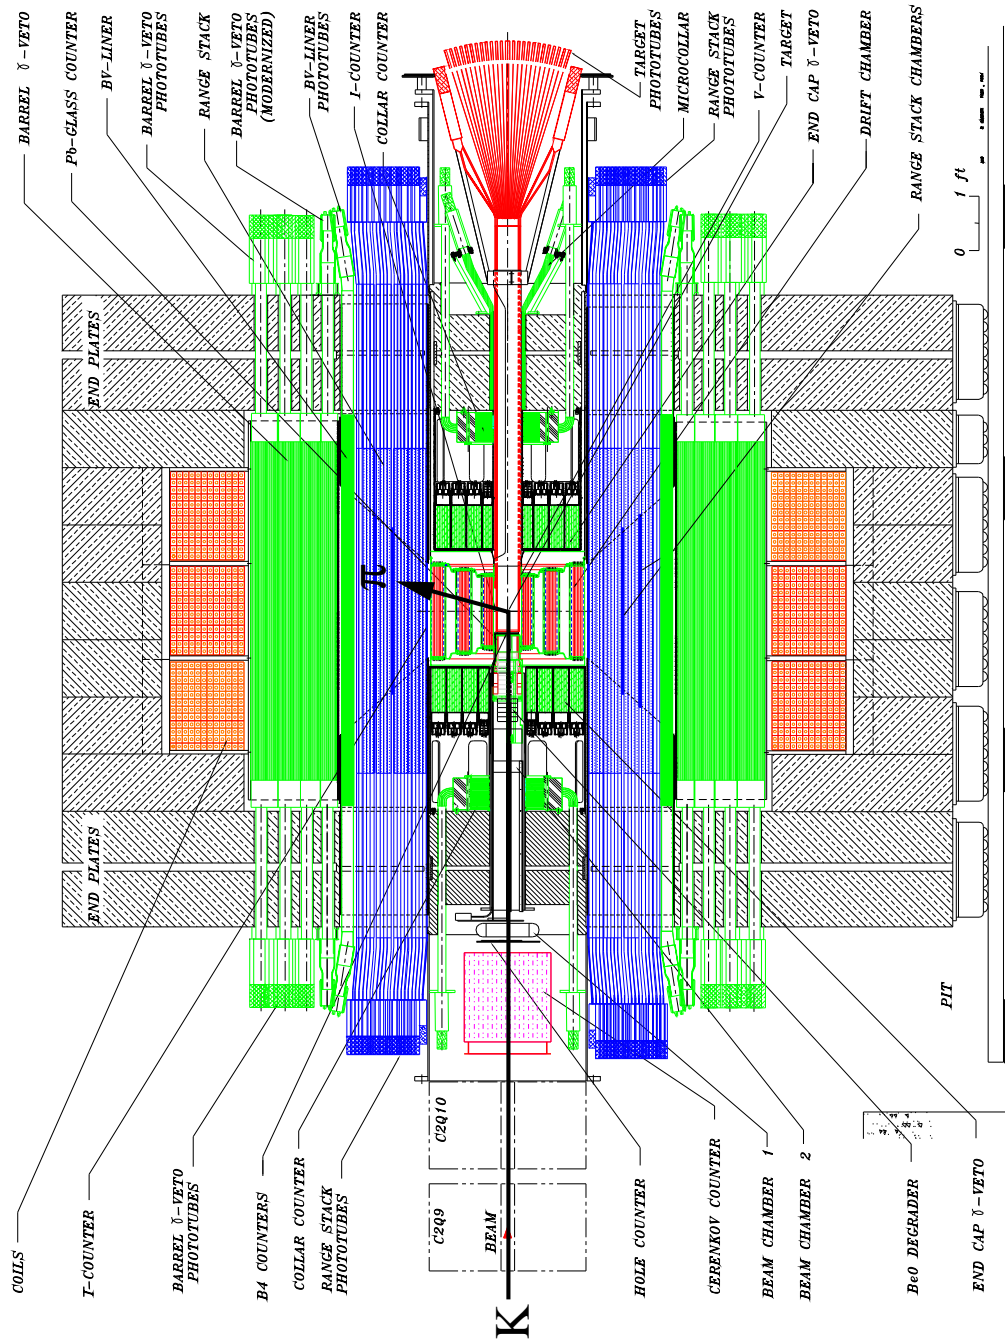 BARREL γ-VETO
Pb-GLASS COUNTER
BV-LINER
BARREL γ-VETO
PHOTOTUBES
RANGE STACK
BARREL γ-VETO
PHOTOTUBES
(MODERNIZED)
BV-LINER
PHOTOTUBES
I-COUNTER
COLLAR COUNTER
TARGET
PHOTOTUBES
MICROCOLLAR
RANGE STACK
PHOTOTUBES
V-COUNTER
TARGET
END CAP γ-VETO
DRIFT CHAMBER
RANGE STACK CHAMBERS
0 1 ft
END PLATES
π
END PLATES
PIT
COILS
T-COUNTER
BARREL γ-VETO
PHOTOTUBES
B4 COUNTERS
COLLAR COUNTER
RANGE STACK
PHOTOTUBES
C2Q10
C2Q9
BEAM
K
HOLE COUNTER
CERENKOV COUNTER
BEAM CHAMBER 1
BEAM CHAMBER 2
BeO DEGRADER
END CAP γ-VETO